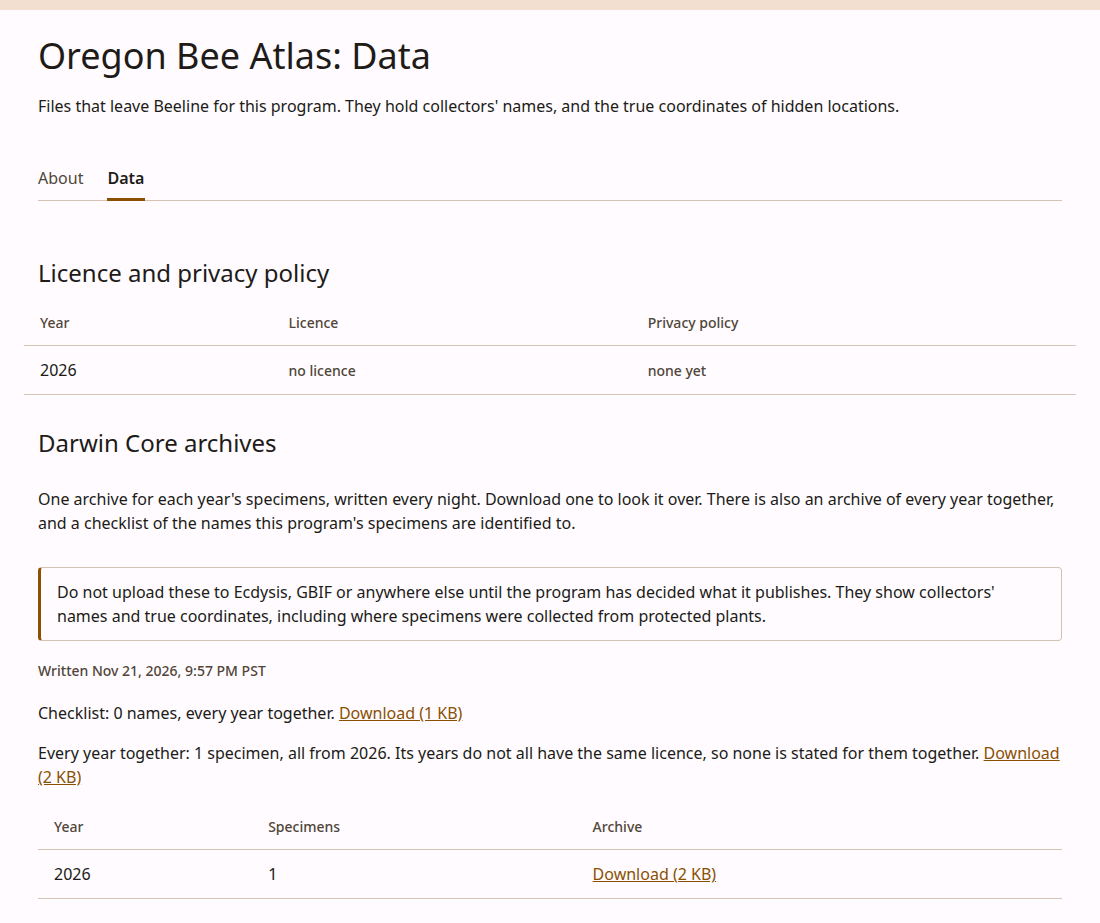 Oregon Bee Atlas: Data
Files that leave Beeline for this program. They hold collectors' names, and the true coordinates of hidden locations.
About Data
Licence and privacy policy
Year Licence Privacy policy
2026 no licence none yet
Darwin Core archives
One archive for each year's specimens, written every night. Download one to look it over. There is also an archive of every year together,
and a checklist of the names this program's specimens are identified to.
Do not upload these to Ecdysis, GBIF or anywhere else until the program has decided what it publishes. They show collectors'
names and true coordinates, including where specimens were collected from protected plants.
Written Nov 21, 2026, 9:57 PM PST
Checklist: 0 names, every year together. Download (1 KB)
Every year together: 1 specimen, all from 2026. Its years do not all have the same licence, so none is stated for them together. Download
(2 KB)
Year Specimens Archive
2026 1 Download (2 KB)